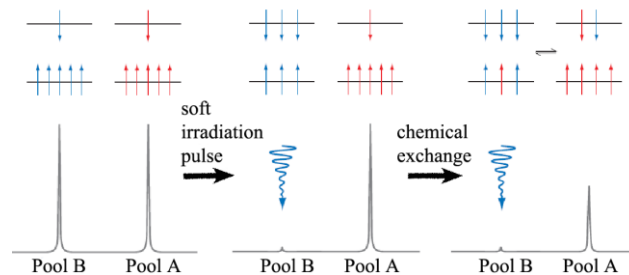 soft
irradiation
pulse
chemical
exchange
Pool B
Pool A
Pool B
Pool A
Pool B
Pool A